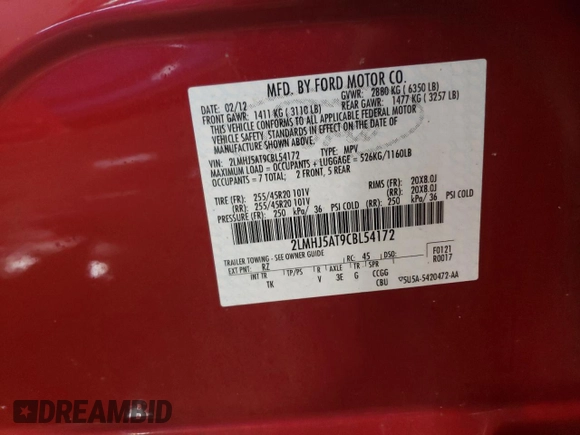 MFD. BY FORD MOTOR CO.
DATE: 02/12 GVWR: 2880 KG ( 6350 LB)
FRONT GAWR: 1411 KG ( 3110 LB) REAR GAWR: 1477 KG ( 3257 LB)
THIS VEHICLE CONFORMS TO ALL APPLICABLE FEDERAL MOTOR
VEHICLE SAFETY STANDARDS IN EFFECT ON THE DATE OF
MANUFACTURE SHOWN ABOVE.
VIN: 2LMHJ5AT9CBL54172 TYPE: MPV
MAXIMUM LOAD = OCCUPANTS + LUGGAGE = 526KG/1160LB
OCCUPANTS = 7 TOTAL; 2 FRONT, 5 REAR
TIRE (FR): 255/45R20 101V RIMS (FR): 20X8.0J
(RR): 255/45R20 101V (RR): 20X8.0J
PRESSURE (FR): 250 kPa/ 36 PSI COLD (RR): 250 kPa/ 36 PSI COLD
2LMHJ5AT9CBL54172
TRAILER TOWING - SEE OWNER GUIDE
EXT PNT: RZ RC: 45 DSO: F0121
R0017
INT TR TP/PS R AXLE TR SPR
TK V 3E G CCGG
CBU
5U5A-5420472-AA
DREAMBID